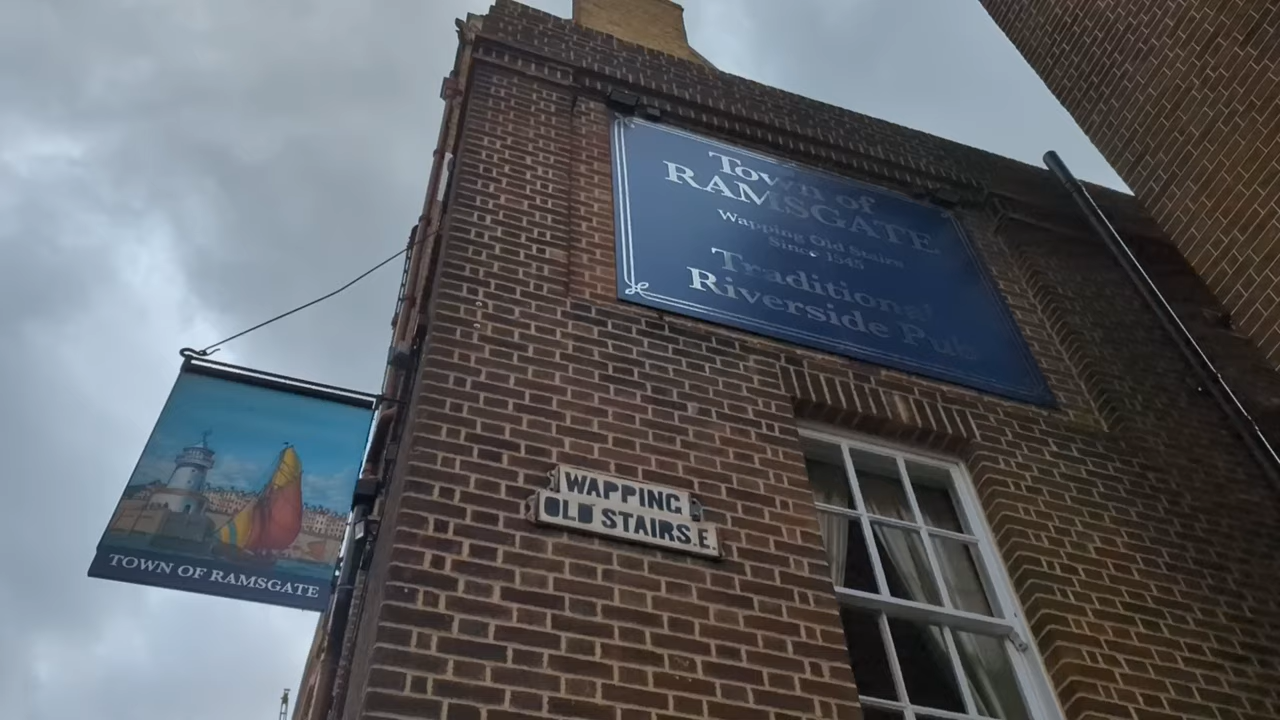 Town of
RAMSGATE
Wapping Old Stairs
Since 1545
Traditional
Riverside Pub
WAPPING
OLD STAIRS.E.
TOWN OF RAMSGATE